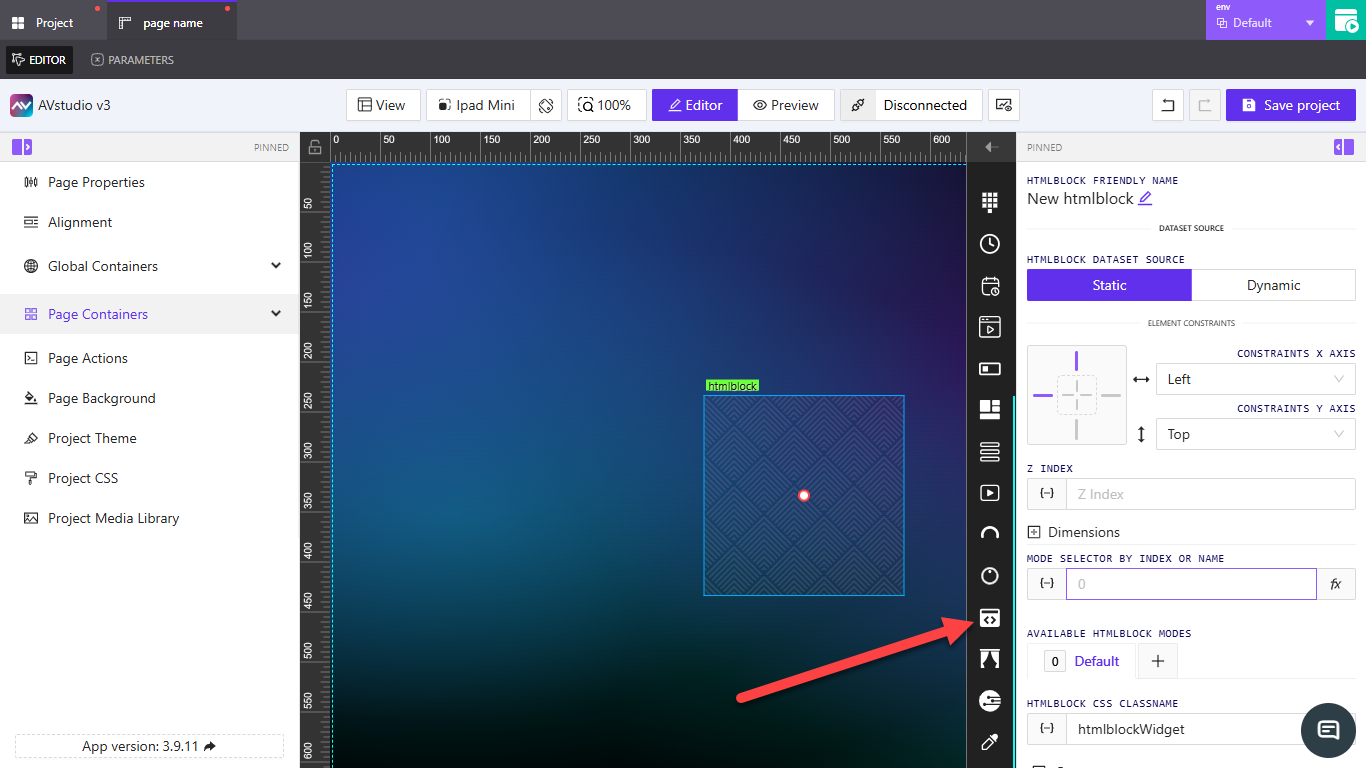 Project
page name
env
Default
EDITOR
PARAMETERS
AVstudio v3
View
Ipad Mini
100%
Editor
Preview
Disconnected
Save project
PINNED
Page Properties
Alignment
Global Containers
Page Containers
Page Actions
Page Background
Project Theme
Project CSS
Project Media Library
App version: 3.9.11
0 50 100 150 200 250 300 350 400 450 500 550 600
50
100
150
200
250
300
350
400
450
500
550
600
htmlblock
PINNED
HTMLBLOCK FRIENDLY NAME
New htmlblock
DATASET SOURCE
HTMLBLOCK DATASET SOURCE
Static
Dynamic
ELEMENT CONSTRAINTS
CONSTRAINTS X AXIS
Left
CONSTRAINTS Y AXIS
Top
Z INDEX
Z Index
Dimensions
MODE SELECTOR BY INDEX OR NAME
0
fx
AVAILABLE HTMLBLOCK MODES
0 Default +
HTMLBLOCK CSS CLASSNAME
htmlblockWidget